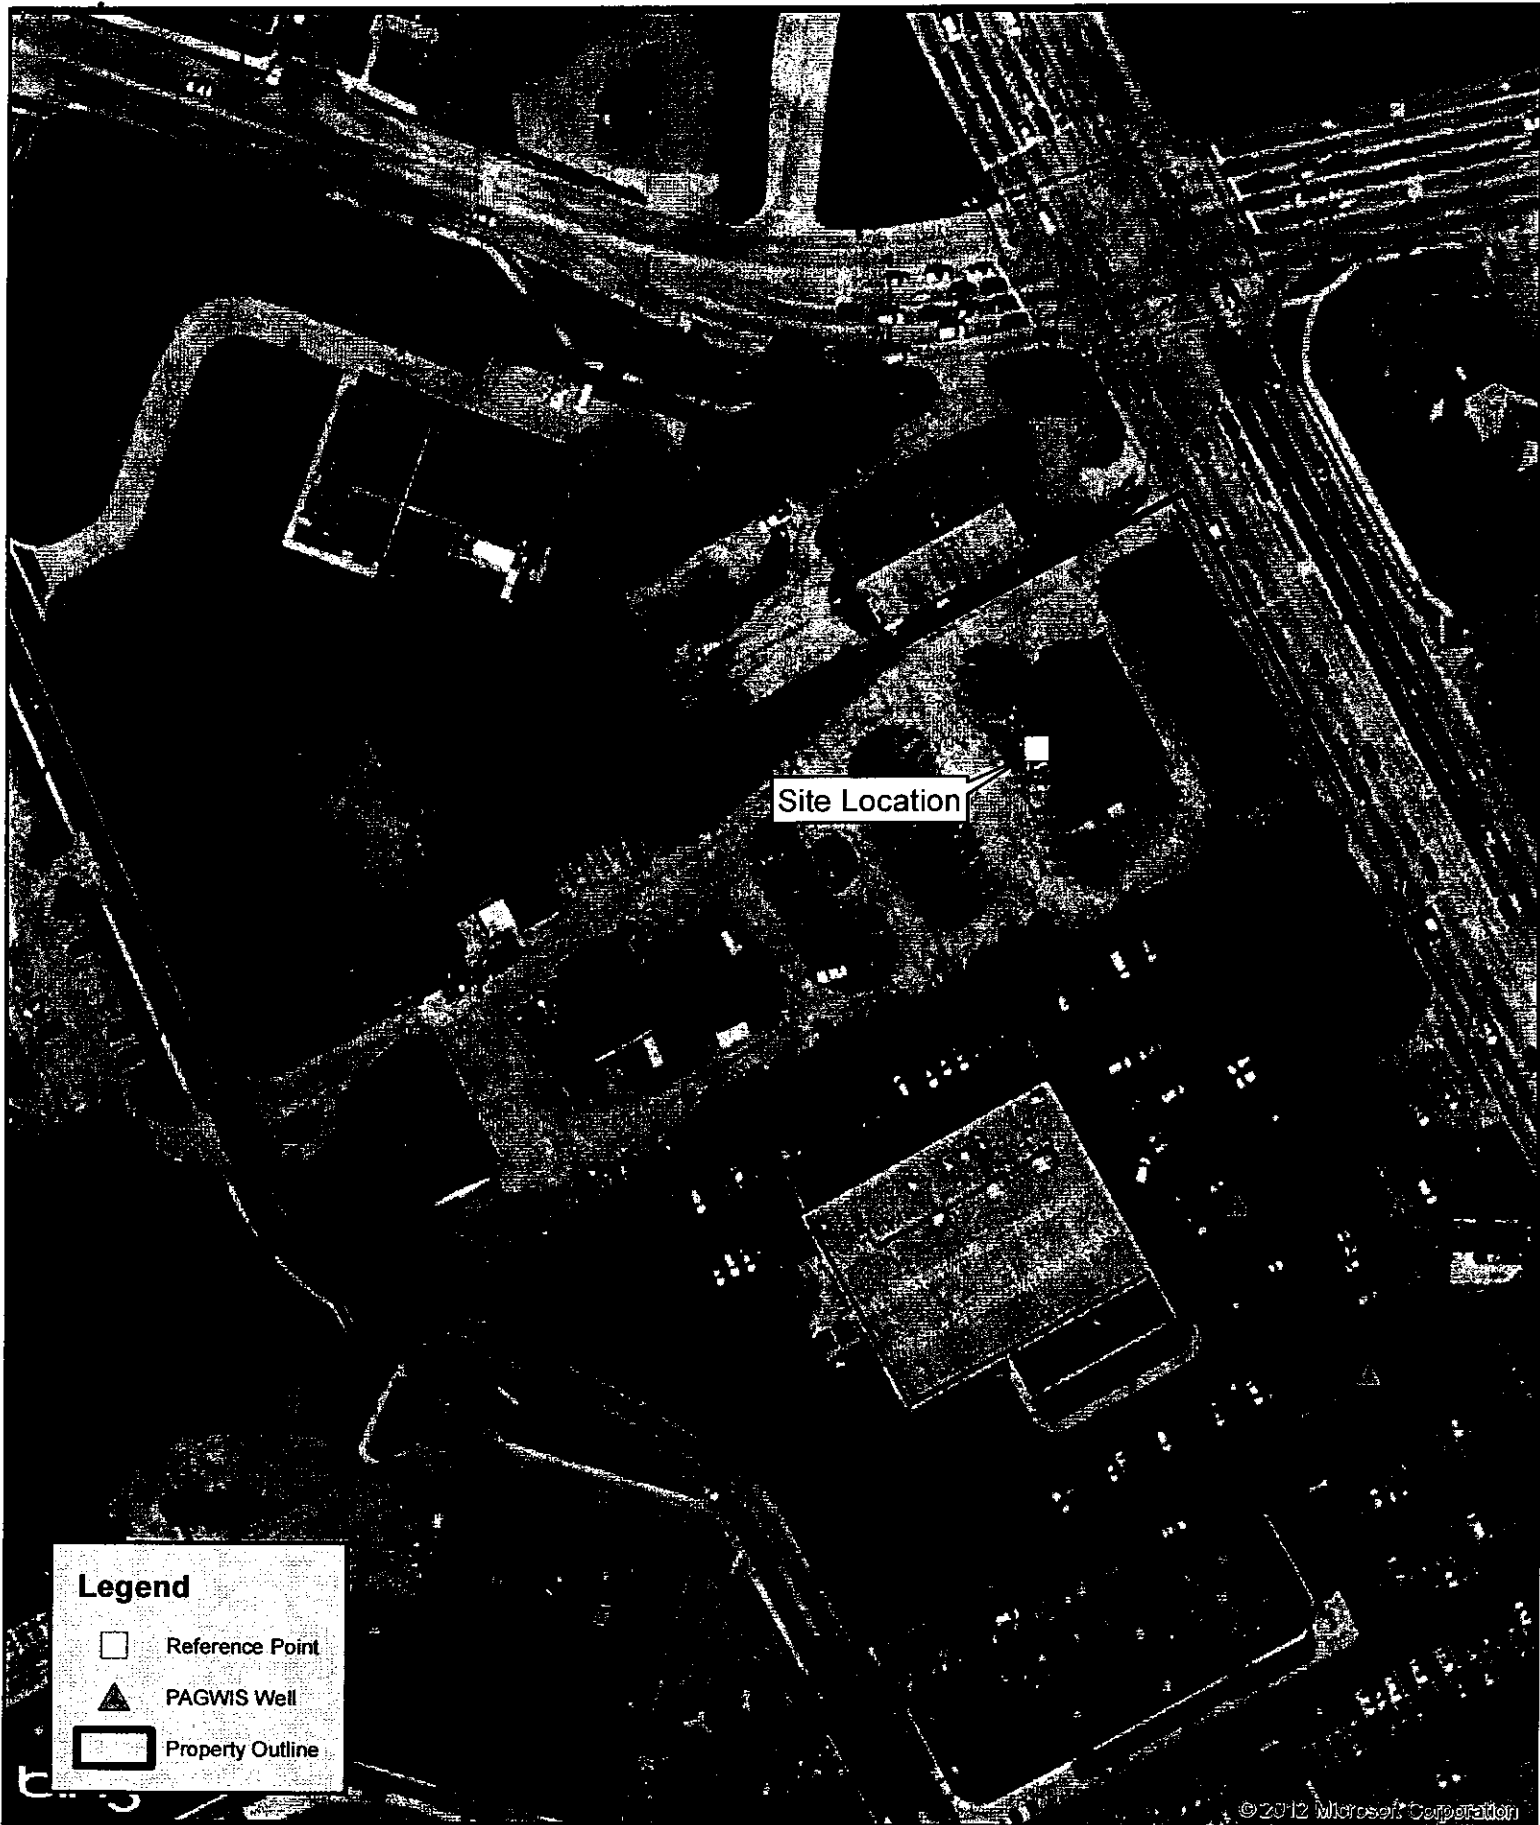 Site Location
Legend
Reference Point
PAGWIS Well
Property Outline
© 2012 Microsoft Corporation